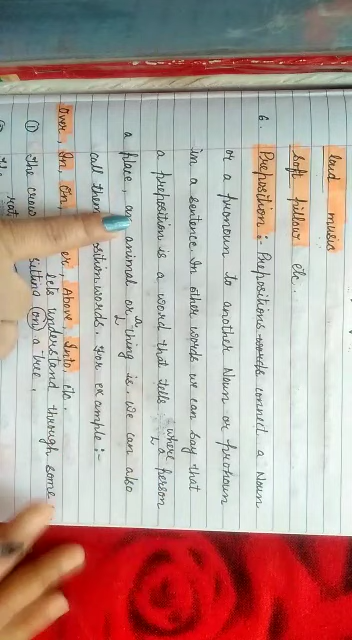 loud music
soft pillow etc.
6. Preposition :- Prepositions words connect a Noun
or a pronoun to another Noun or pronoun
in a sentence. In other words we can say that
a preposition is a word that tells where a person
a place, an animal or a thing is. We can also
call them position words. For example :-
Over, In, On, er, Above Into, etc.
let's understand through some
① The crow sitting (on) a tree.